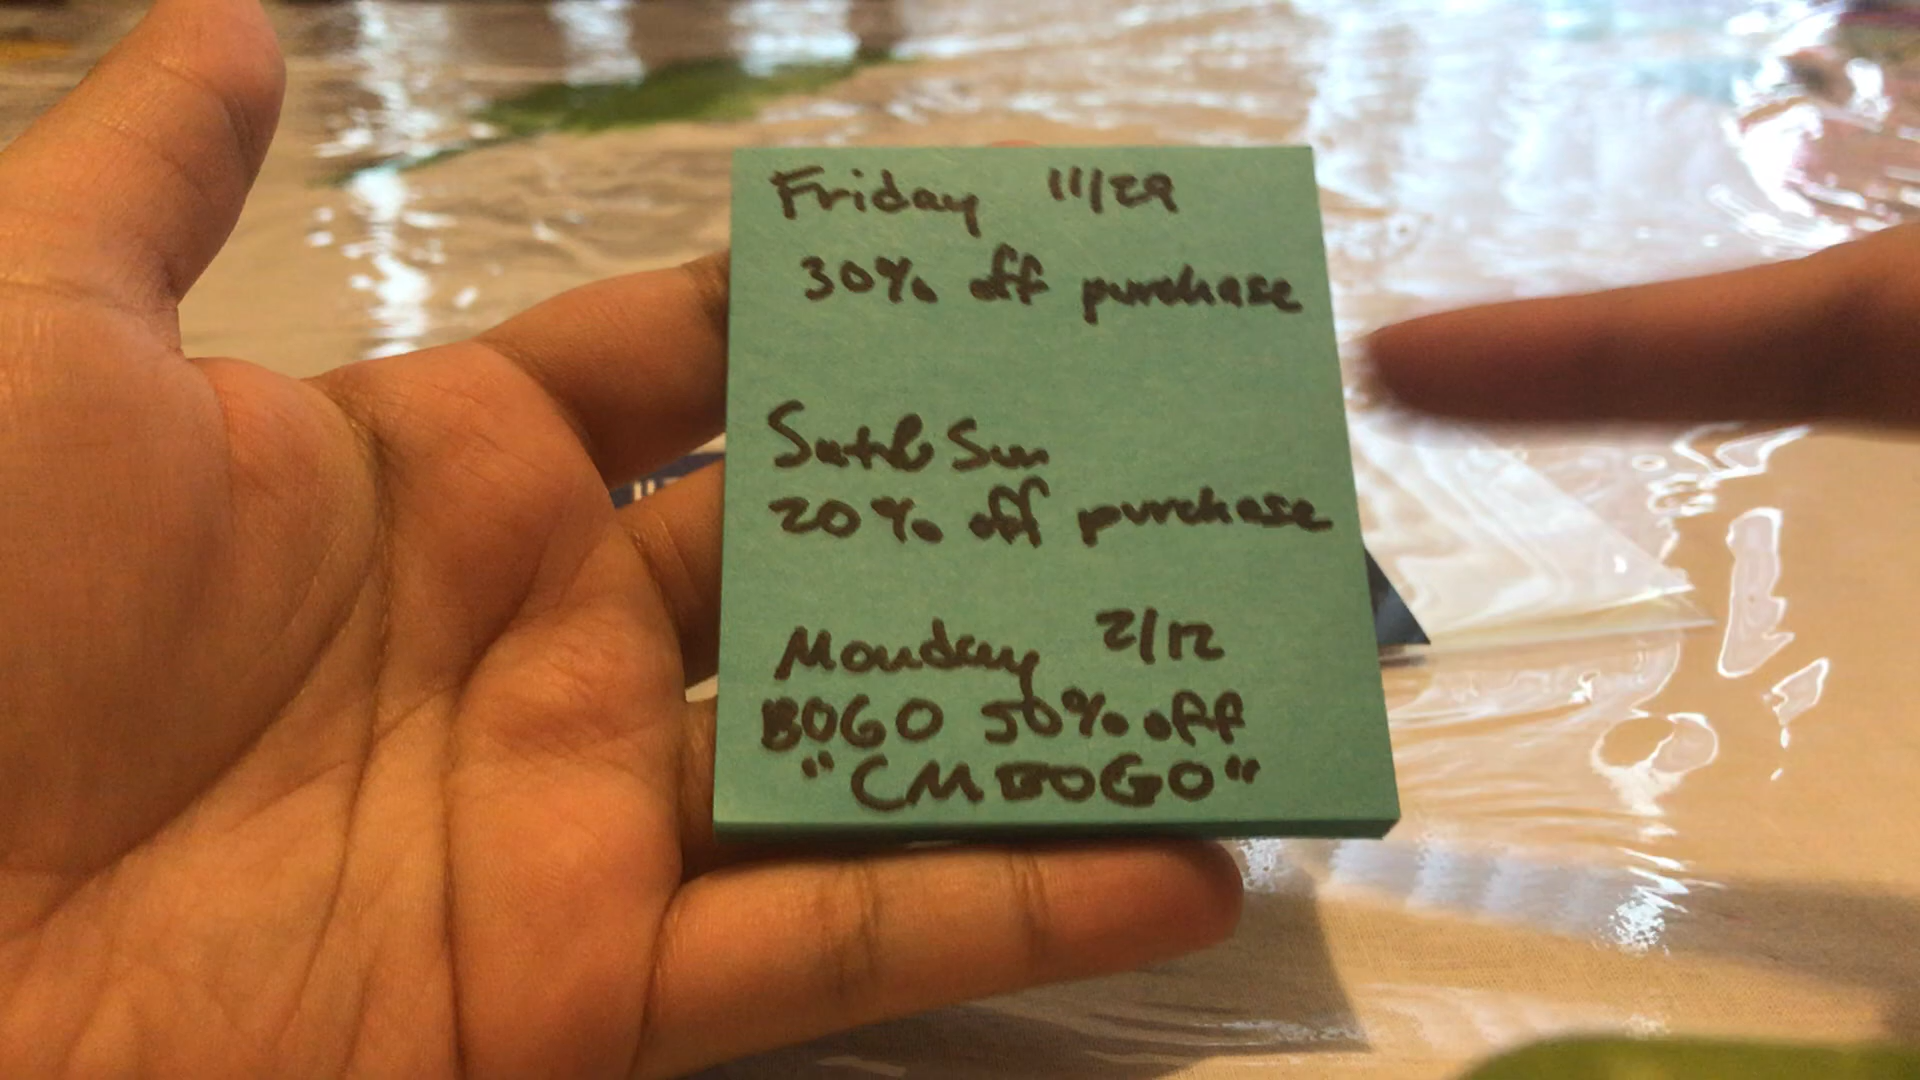 Friday 11/29
30% off purchase
Sat & Sun
20% off purchase
Monday 2/12
BOGO 50% off
"CMBOGO"